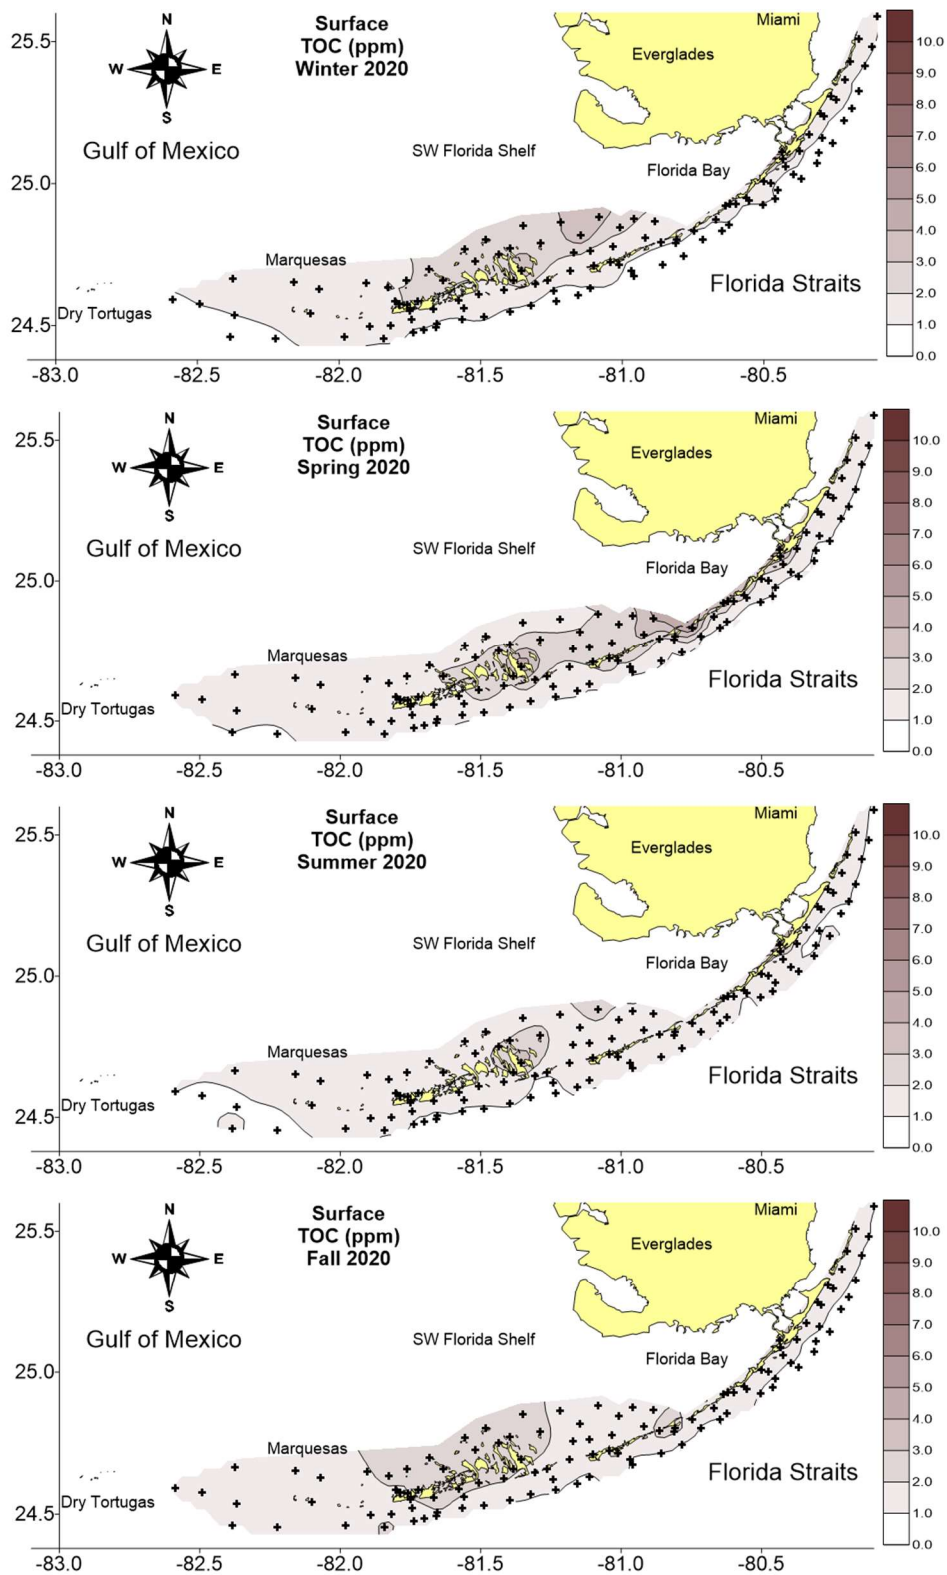 Surface
TOC (ppm)
Winter 2020
N
W E
S
Miami
Everglades
Gulf of Mexico
SW Florida Shelf
Florida Bay
Marquesas
Florida Straits
Dry Tortugas
25.5
25.0
24.5
-83.0 -82.5 -82.0 -81.5 -81.0 -80.5
10.0
9.0
8.0
7.0
6.0
5.0
4.0
3.0
2.0
1.0
0.0
Surface
TOC (ppm)
Spring 2020
N
W E
S
Miami
Everglades
Gulf of Mexico
SW Florida Shelf
Florida Bay
Marquesas
Florida Straits
Dry Tortugas
25.5
25.0
24.5
-83.0 -82.5 -82.0 -81.5 -81.0 -80.5
10.0
9.0
8.0
7.0
6.0
5.0
4.0
3.0
2.0
1.0
0.0
Surface
TOC (ppm)
Summer 2020
N
W E
S
Miami
Everglades
Gulf of Mexico
SW Florida Shelf
Florida Bay
Marquesas
Florida Straits
Dry Tortugas
25.5
25.0
24.5
-83.0 -82.5 -82.0 -81.5 -81.0 -80.5
10.0
9.0
8.0
7.0
6.0
5.0
4.0
3.0
2.0
1.0
0.0
Surface
TOC (ppm)
Fall 2020
N
W E
S
Miami
Everglades
Gulf of Mexico
SW Florida Shelf
Florida Bay
Marquesas
Florida Straits
Dry Tortugas
25.5
25.0
24.5
-83.0 -82.5 -82.0 -81.5 -81.0 -80.5
10.0
9.0
8.0
7.0
6.0
5.0
4.0
3.0
2.0
1.0
0.0